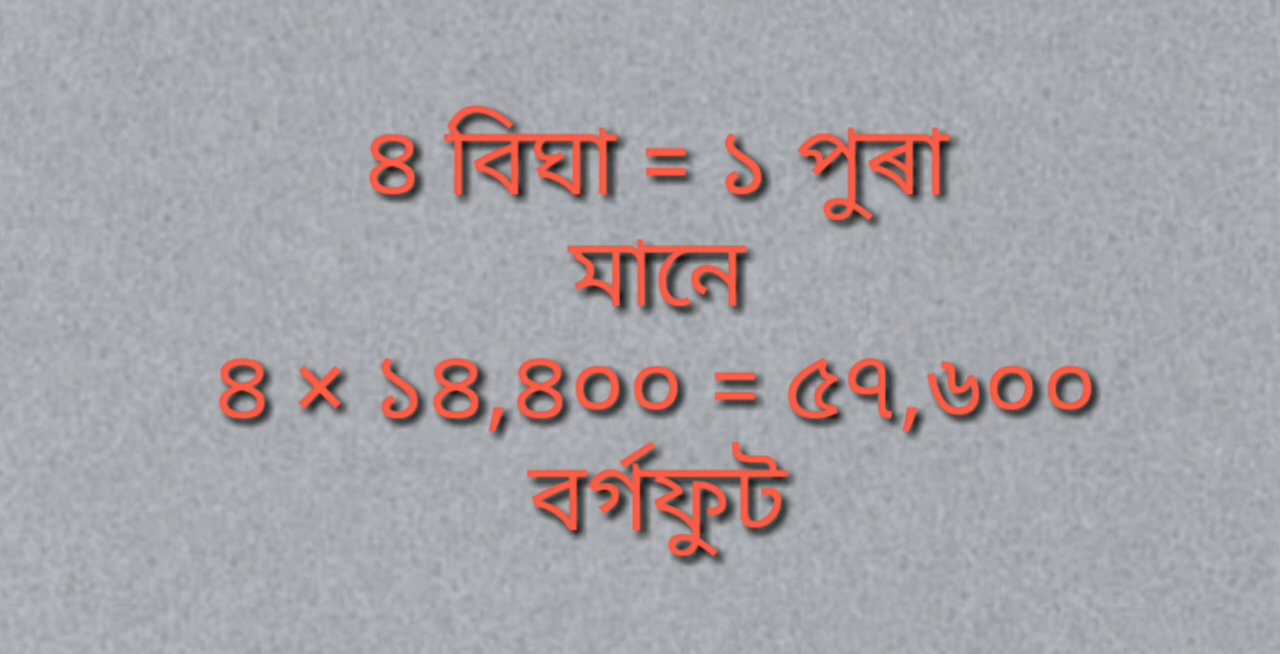 ৪ বিঘা = ১ পুৰা
মানে
৪ × ১৪,৪০০ = ৫৭,৬০০
বৰ্গফুট